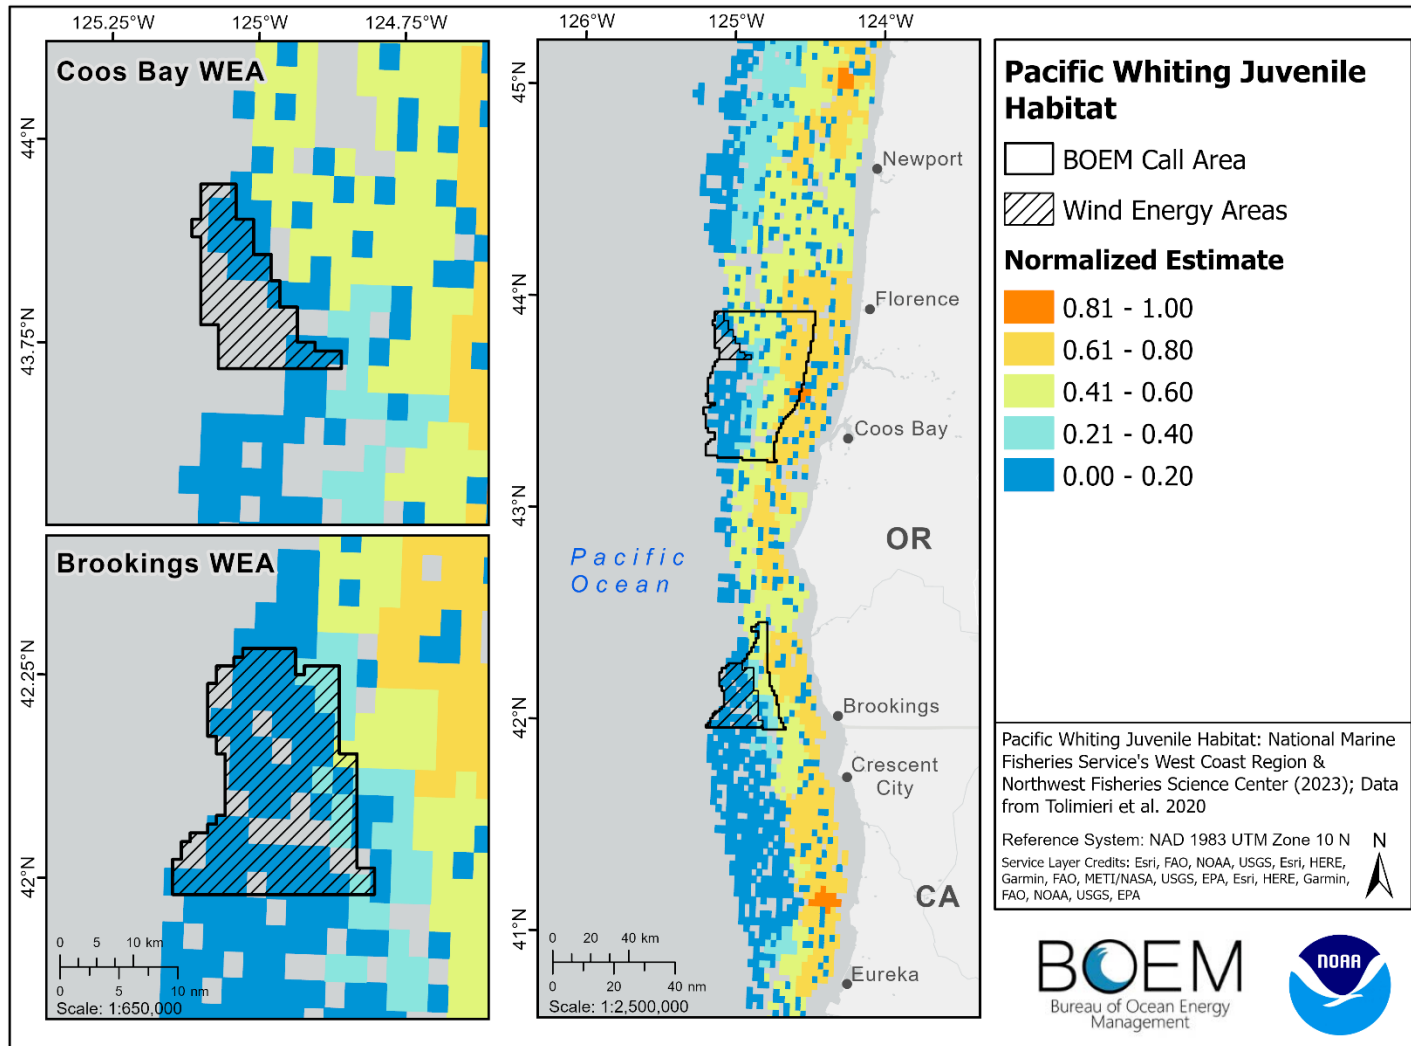 125.25°W 125°W 124.75°W
Coos Bay WEA
44°N
43.75°N
Brookings WEA
42.25°N
42°N
0 5 10 km
0 5 10 nm
Scale: 1:650,000
126°W 125°W 124°W
45°N
44°N
43°N
42°N
41°N
Newport
Florence
Coos Bay
OR
Pacific
Ocean
Brookings
Crescent
City
CA
Eureka
0 20 40 km
0 20 40 nm
Scale: 1:2,500,000
Pacific Whiting Juvenile
Habitat
BOEM Call Area
Wind Energy Areas
Normalized Estimate
0.81 - 1.00
0.61 - 0.80
0.41 - 0.60
0.21 - 0.40
0.00 - 0.20
Pacific Whiting Juvenile Habitat: National Marine
Fisheries Service's West Coast Region &
Northwest Fisheries Science Center (2023); Data
from Tolimieri et al. 2020
Reference System: NAD 1983 UTM Zone 10 N
N
Service Layer Credits: Esri, FAO, NOAA, USGS, Esri, HERE,
Garmin, FAO, METI/NASA, USGS, EPA, Esri, HERE, Garmin,
FAO, NOAA, USGS, EPA
BOEM
Bureau of Ocean Energy
Management
NOAA